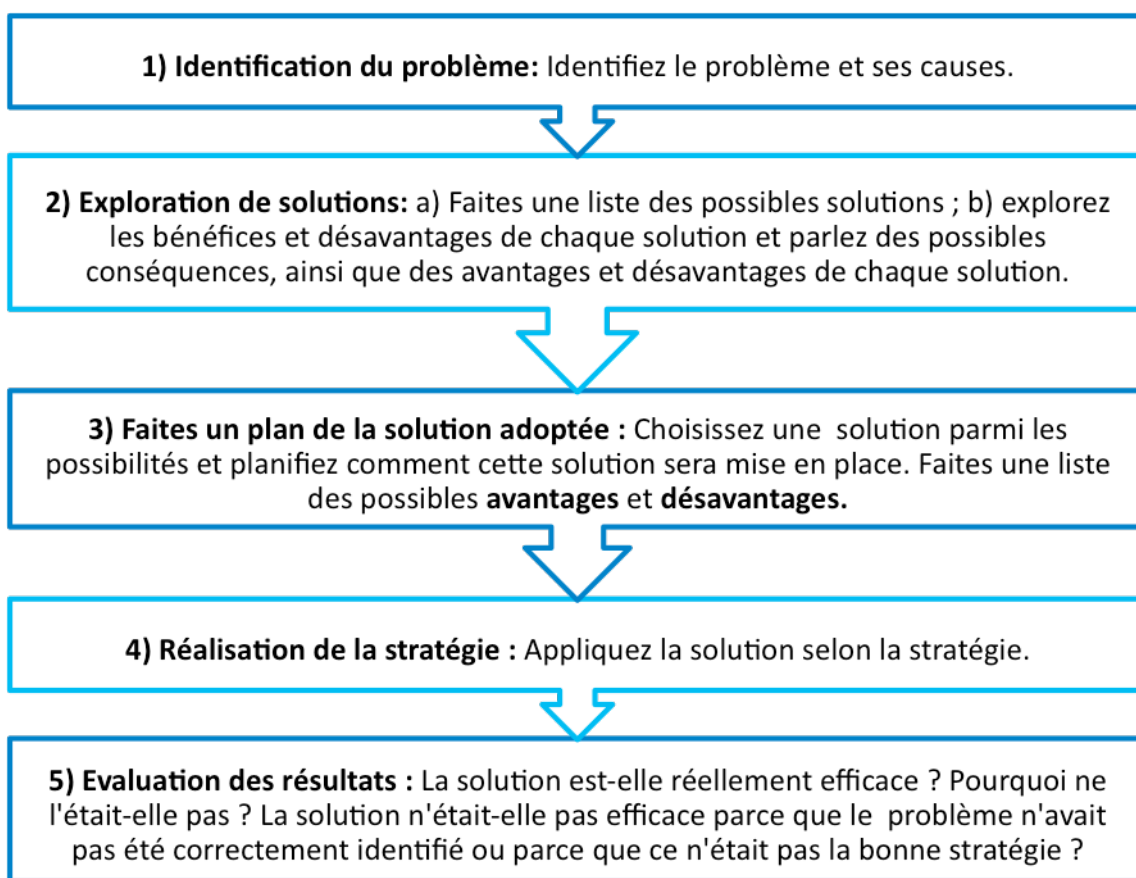 1) Identification du problème: Identifiez le problème et ses causes.
2) Exploration de solutions: a) Faites une liste des possibles solutions ; b) explorez
les bénéfices et désavantages de chaque solution et parlez des possibles
conséquences, ainsi que des avantages et désavantages de chaque solution.
3) Faites un plan de la solution adoptée : Choisissez une  solution parmi les
possibilités et planifiez comment cette solution sera mise en place. Faites une liste
des possibles avantages et désavantages.
4) Réalisation de la stratégie : Appliquez la solution selon la stratégie.
5) Evaluation des résultats : La solution est-elle réellement efficace ? Pourquoi ne
l'était-elle pas ? La solution n'était-elle pas efficace parce que le  problème n'avait
pas été correctement identifié ou parce que ce n'était pas la bonne stratégie ?